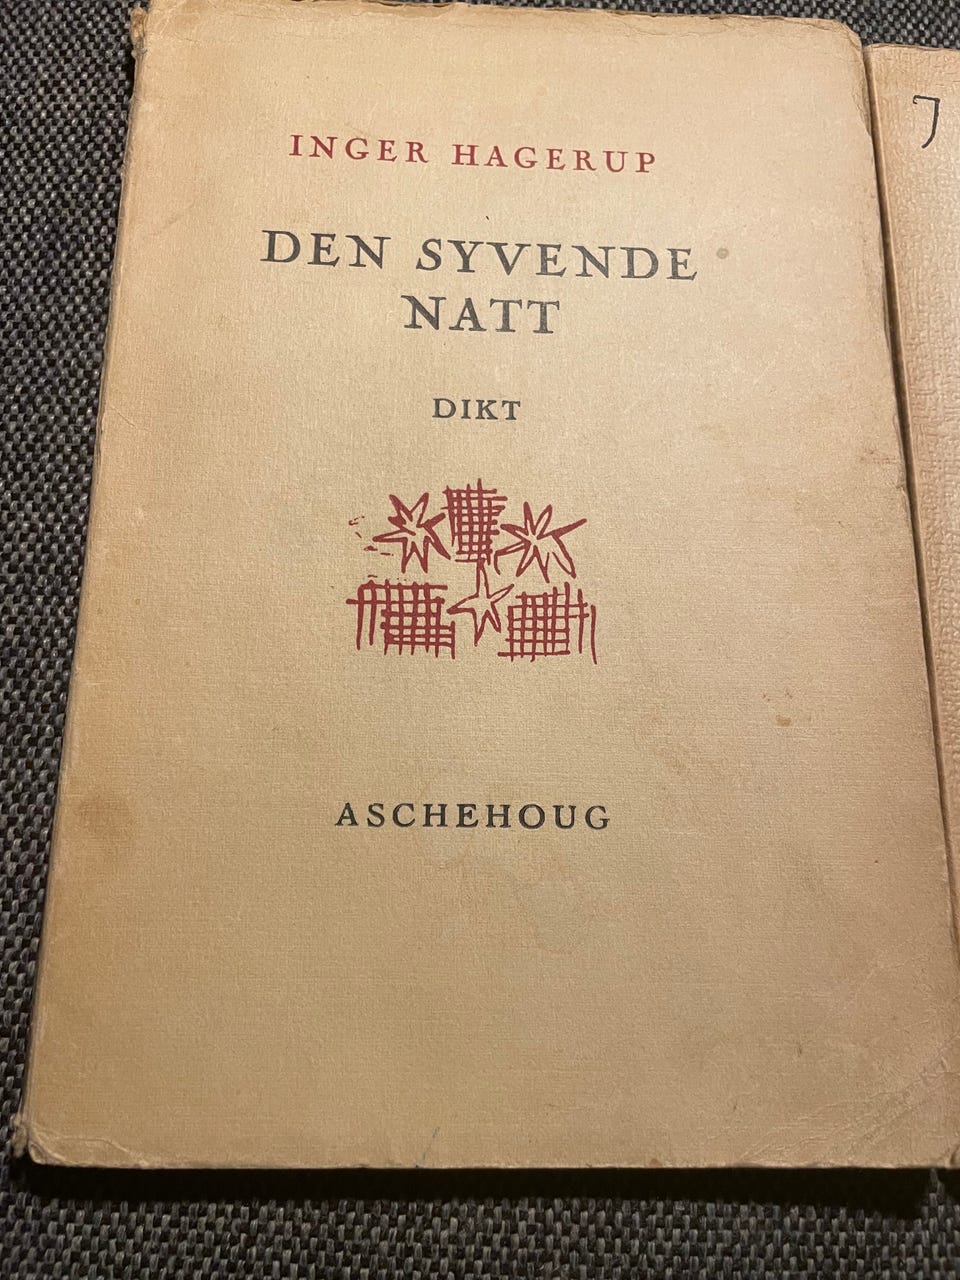 INGER HAGERUP
DEN SYVENDE
NATT
DIKT
ASCHEHOUG